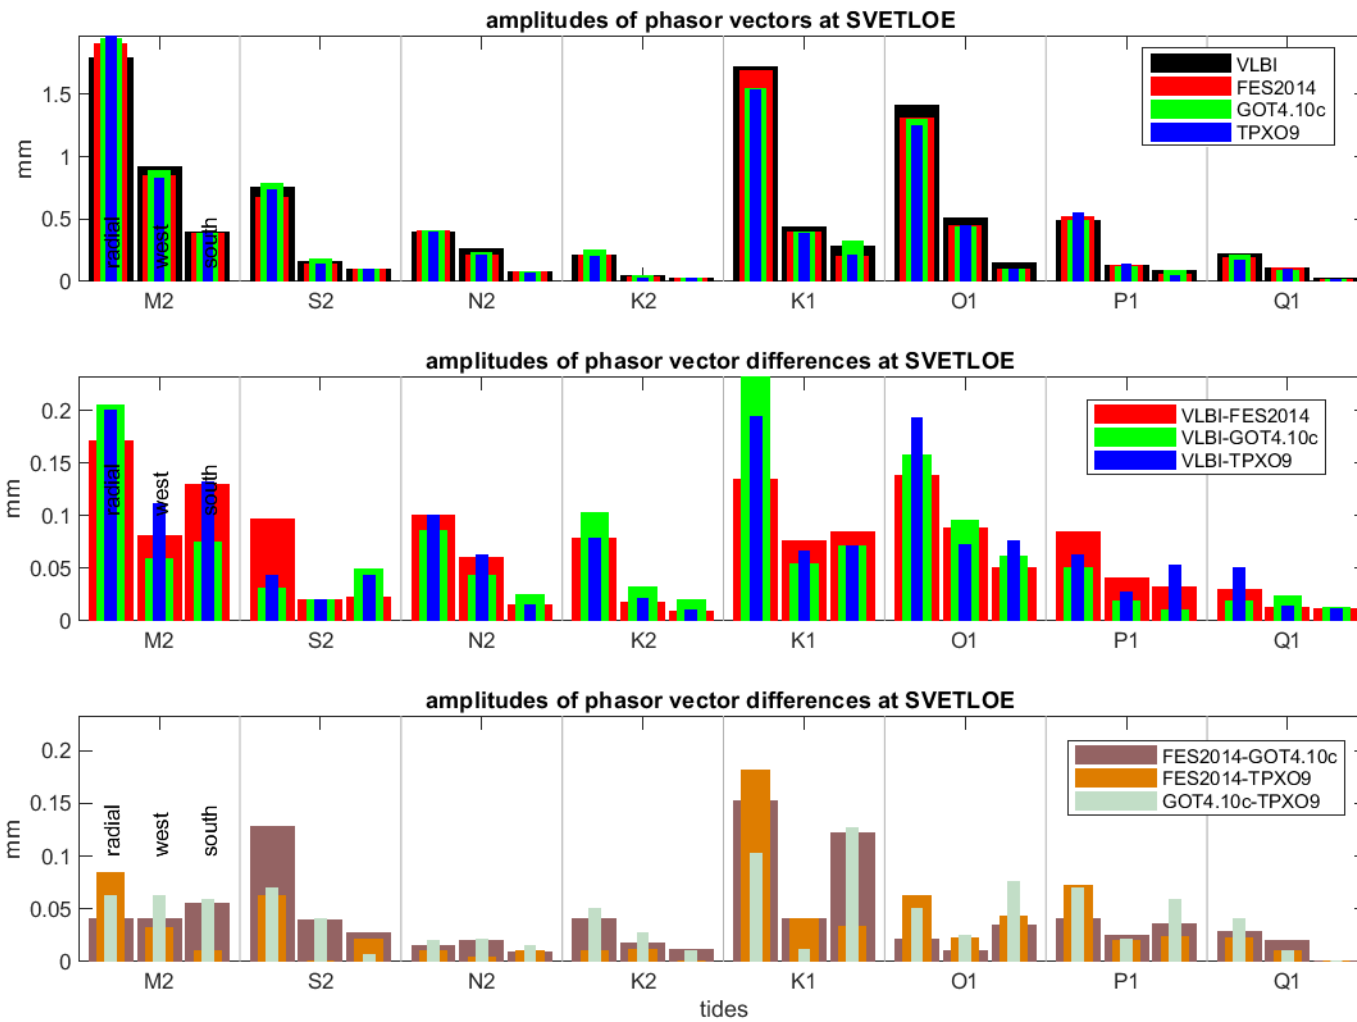 amplitudes of phasor vectors at SVETLOE
VLBI
FES2014
GOT4.10c
TPXO9
1.5
1
0.5
0
mm
radial
west
south
M2 S2 N2 K2 K1 O1 P1 Q1
amplitudes of phasor vector differences at SVETLOE
VLBI-FES2014
VLBI-GOT4.10c
VLBI-TPXO9
0.2
0.15
0.1
0.05
0
mm
radial
west
south
M2 S2 N2 K2 K1 O1 P1 Q1
amplitudes of phasor vector differences at SVETLOE
FES2014-GOT4.10c
FES2014-TPXO9
GOT4.10c-TPXO9
0.2
0.15
0.1
0.05
0
mm
radial
west
south
M2 S2 N2 K2 K1 O1 P1 Q1
tides